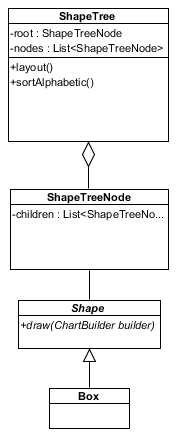 ShapeTree
-root : ShapeTreeNode
-nodes : List<ShapeTreeNode>
+layout()
+sortAlphabetic()
ShapeTreeNode
-children : List<ShapeTreeNo...
Shape
+draw(ChartBuilder builder)
Box